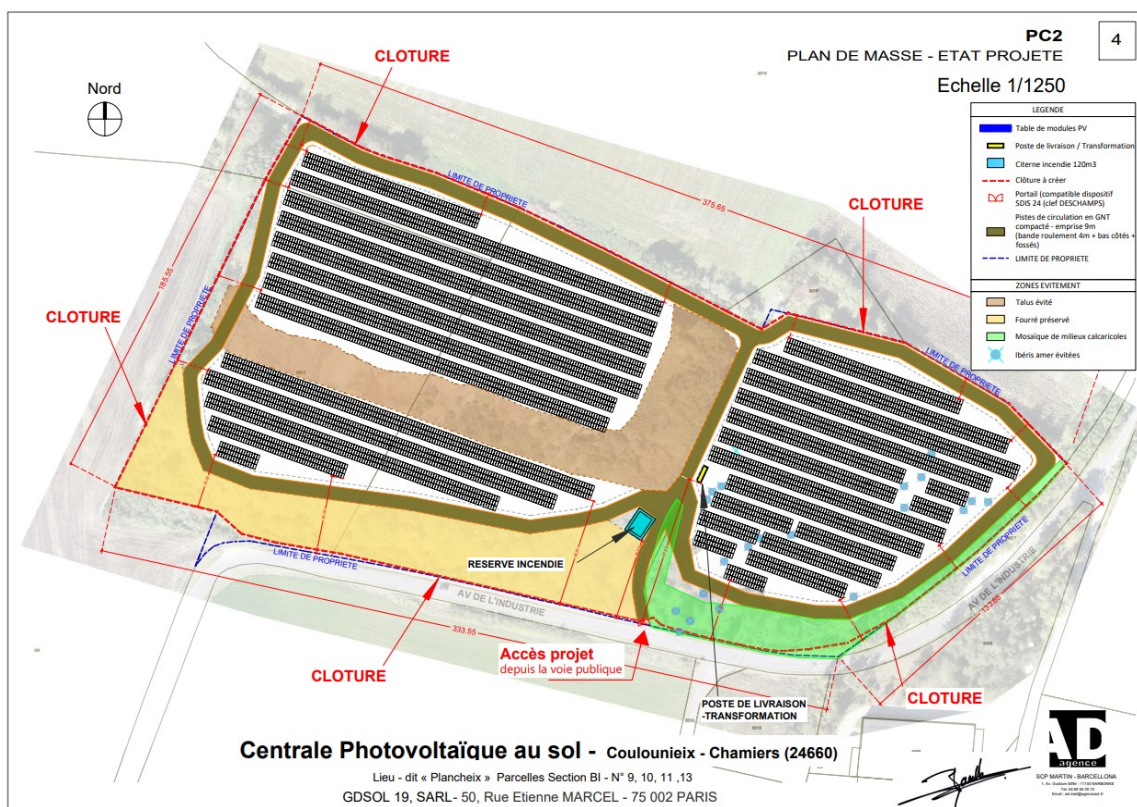 PC2
4
PLAN DE MASSE - ETAT PROJETE
Echelle 1/1250
Nord
CLOTURE
LEGENDE
Table de modules PV
Poste de livraison / Transformation
Citerne incendie 120m3
Clôture à créer
Portail (compatible dispositif
SDIS 24 (clef DESCHAMPS)
Pistes de circulation en GNT
compacté - emprise 9m
(bande roulement 4m + bas côtés +
fossés)
LIMITE DE PROPRIETE
ZONES EVITEMENT
Talus évité
Fourré préservé
Mosaïque de milieux calcaricoles
Ibéris amer évitées
LIMITE DE PROPRIETE
375.65
CLOTURE
185.55
CLOTURE
LIMITE DE PROPRIETE
LIMITE DE PROPRIETE
RESERVE INCENDIE
LIMITE DE PROPRIETE
LIMITE DE PROPRIETE
AV DE L'INDUSTRIE
AV DE L'INDUSTRIE
133.85
333.55
Accès projet
depuis la voie publique
CLOTURE
CLOTURE
POSTE DE LIVRAISON
-TRANSFORMATION
Centrale Photovoltaïque au sol - Coulounieix - Chamiers (24660)
Lieu - dit « Plancheix » Parcelles Section BI - N° 9, 10, 11 ,13
GDSOL 19, SARL - 50, Rue Etienne MARCEL - 75 002 PARIS
AD
agence
SCP MARTIN - BARCELLONA